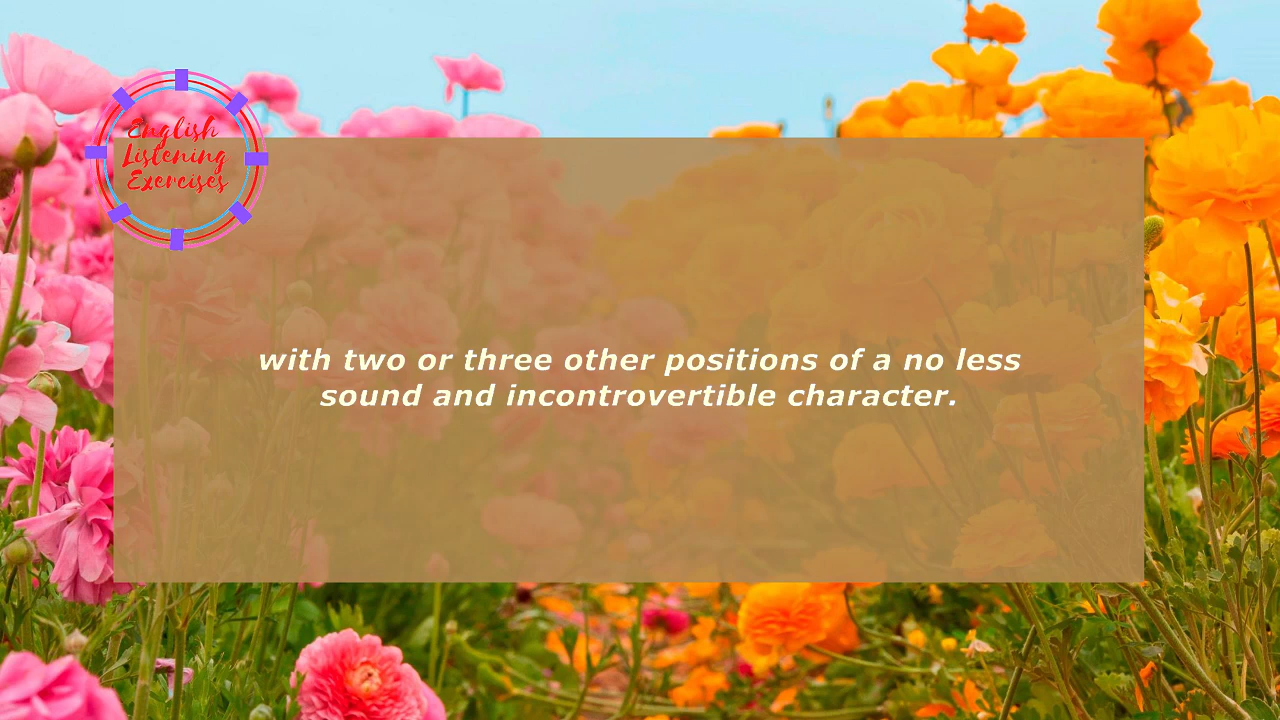 English
Listening
Exercises
with two or three other positions of a no less
sound and incontrovertible character.